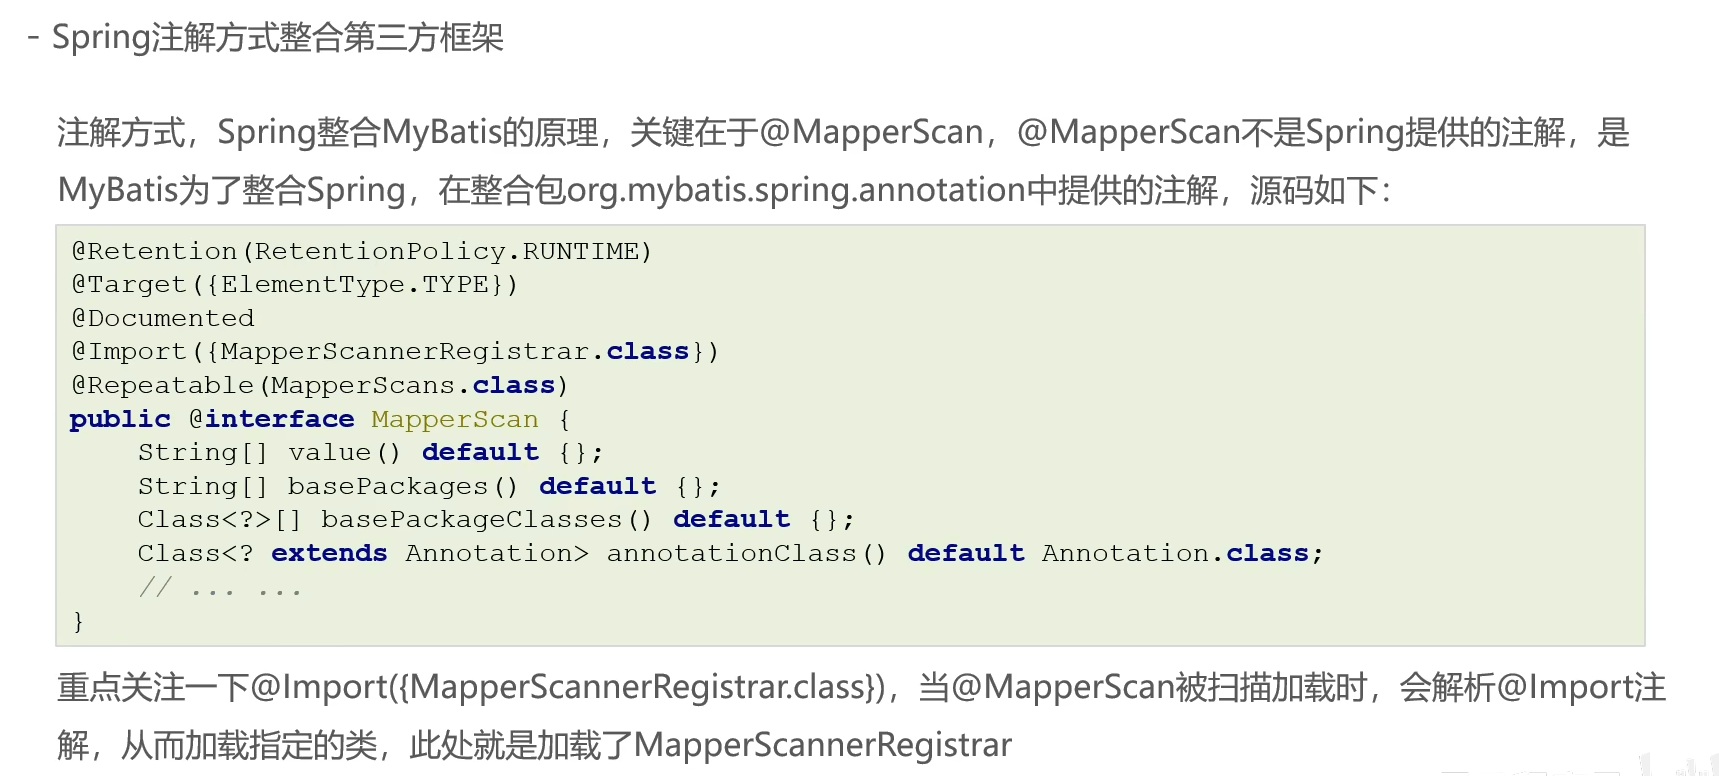 - Spring注解方式整合第三方框架
注解方式，Spring整合MyBatis的原理，关键在于@MapperScan，@MapperScan不是Spring提供的注解，是
MyBatis为了整合Spring，在整合包org.mybatis.spring.annotation中提供的注解，源码如下：
@Retention(RetentionPolicy.RUNTIME)
@Target({ElementType.TYPE})
@Documented
@Import({MapperScannerRegistrar.class})
@Repeatable(MapperScans.class)
public @interface MapperScan {
    String[] value() default {};
    String[] basePackages() default {};
    Class<?>[] basePackageClasses() default {};
    Class<? extends Annotation> annotationClass() default Annotation.class;
    // ... ...
}
重点关注一下@Import({MapperScannerRegistrar.class})，当@MapperScan被扫描加载时，会解析@Import注
解，从而加载指定的类，此处就是加载了MapperScannerRegistrar